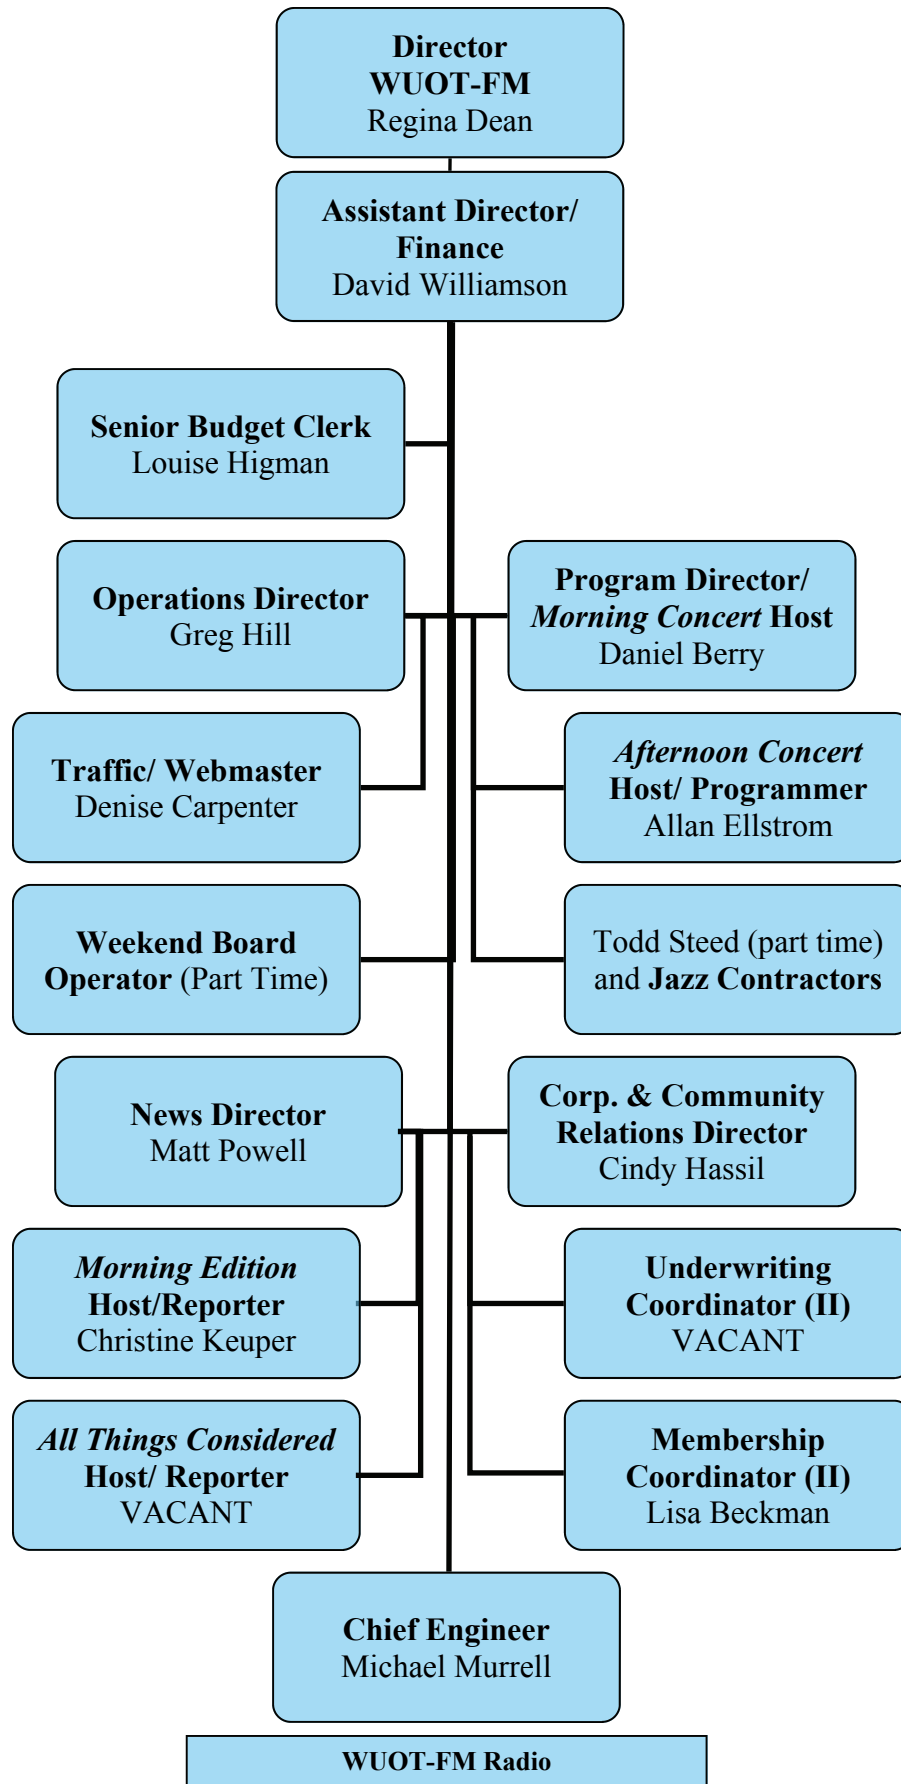 Director
WUOT-FM
Regina Dean
Assistant Director/
Finance
David Williamson
Senior Budget Clerk
Louise Higman
Operations Director
Greg Hill
Program Director/
Morning Concert Host
Daniel Berry
Traffic/ Webmaster
Denise Carpenter
Afternoon Concert
Host/ Programmer
Allan Ellstrom
Weekend Board
Operator (Part Time)
Todd Steed (part time)
and Jazz Contractors
News Director
Matt Powell
Corp. & Community
Relations Director
Cindy Hassil
Morning Edition
Host/Reporter
Christine Keuper
Underwriting
Coordinator (II)
VACANT
All Things Considered
Host/ Reporter
VACANT
Membership
Coordinator (II)
Lisa Beckman
Chief Engineer
Michael Murrell
WUOT-FM Radio